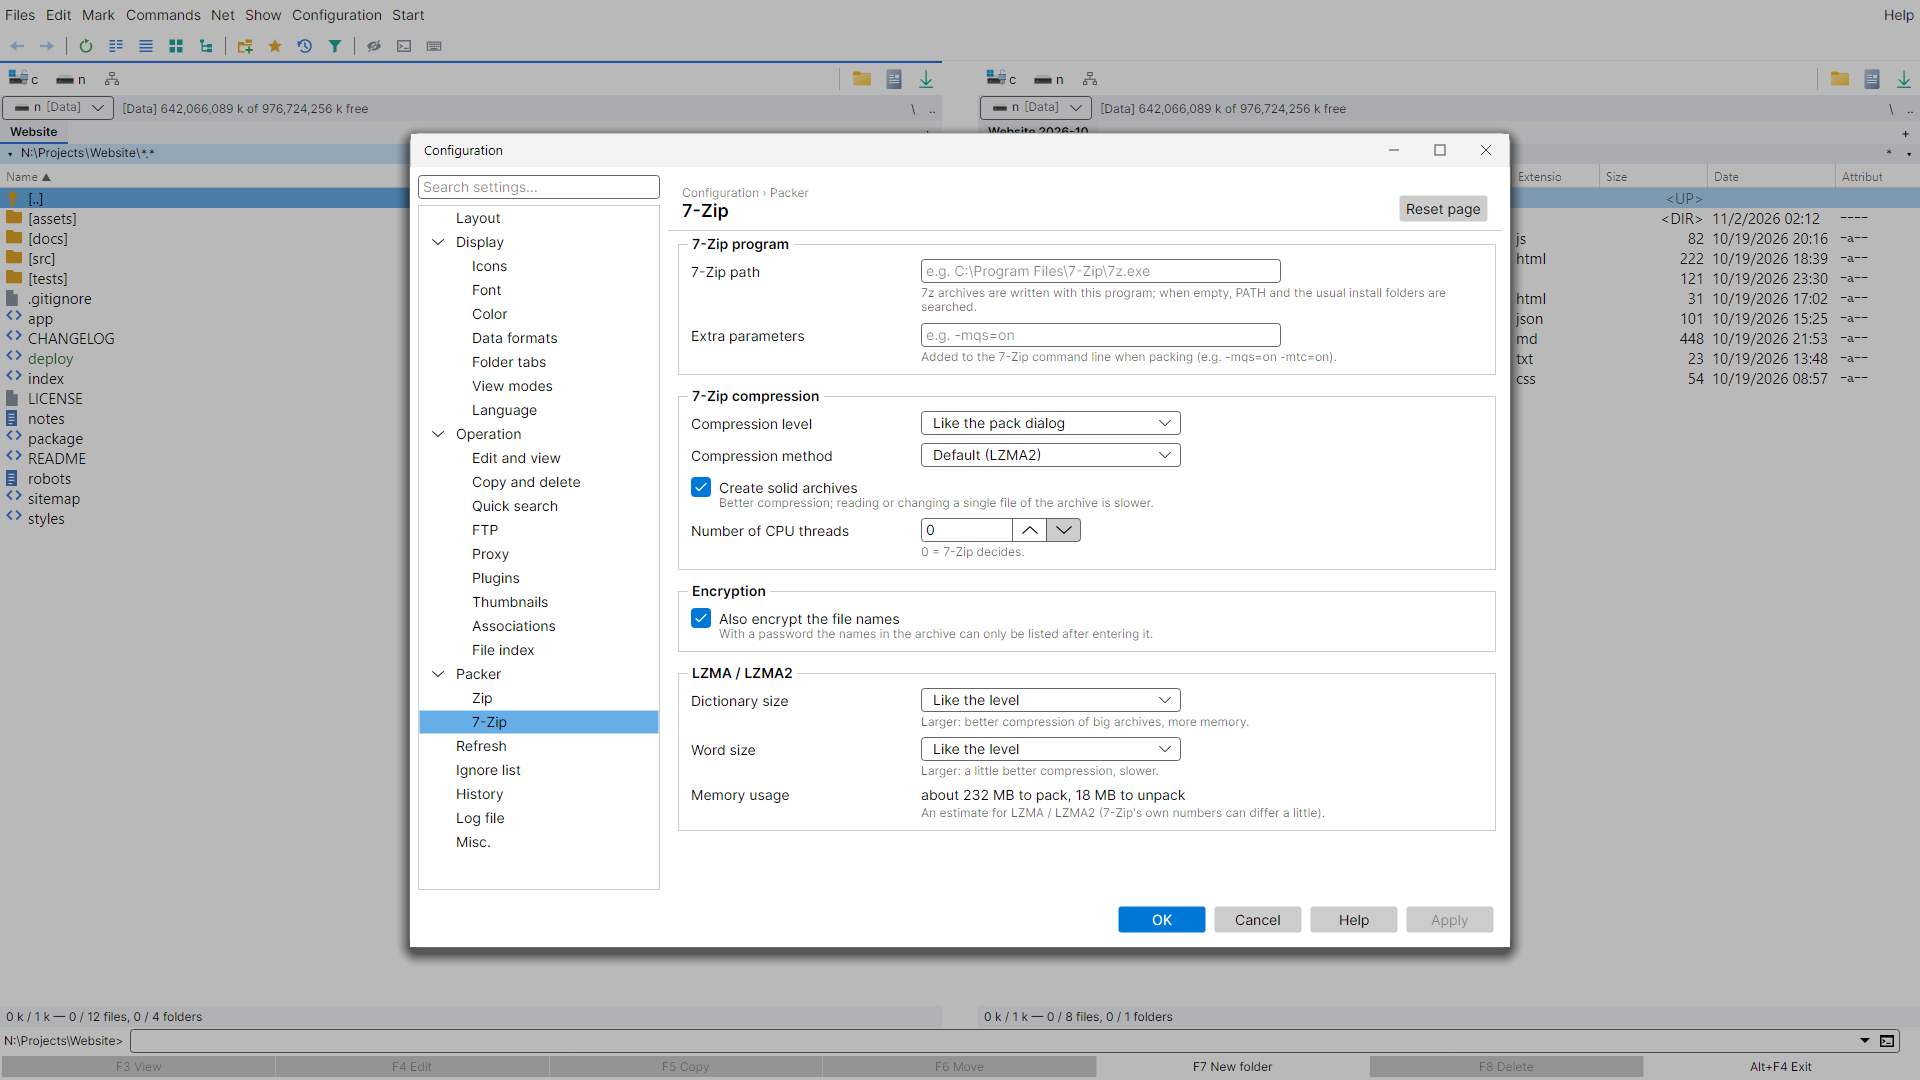 Files Edit Mark Commands Net Show Configuration Start Help
c n
c n
n [Data] [Data] 642,066,089 k of 976,724,256 k free \ ..
n [Data] [Data] 642,066,089 k of 976,724,256 k free \ ..
Website
Website 2026-10 +
N:\Projects\Website\*.*
*
Name
[..]
[assets]
[docs]
[src]
[tests]
.gitignore
app
CHANGELOG
deploy
index
LICENSE
notes
package
README
robots
sitemap
styles
Configuration
Search settings...
Layout
Display
Icons
Font
Color
Data formats
Folder tabs
View modes
Language
Operation
Edit and view
Copy and delete
Quick search
FTP
Proxy
Plugins
Thumbnails
Associations
File index
Packer
Zip
7-Zip
Refresh
Ignore list
History
Log file
Misc.
Configuration › Packer
7-Zip
Reset page
7-Zip program
7-Zip path e.g. C:\Program Files\7-Zip\7z.exe
7z archives are written with this program; when empty, PATH and the usual install folders are
searched.
Extra parameters e.g. -mqs=on
Added to the 7-Zip command line when packing (e.g. -mqs=on -mtc=on).
7-Zip compression
Compression level Like the pack dialog
Compression method Default (LZMA2)
Create solid archives
Better compression; reading or changing a single file of the archive is slower.
Number of CPU threads 0
0 = 7-Zip decides.
Encryption
Also encrypt the file names
With a password the names in the archive can only be listed after entering it.
LZMA / LZMA2
Dictionary size Like the level
Larger: better compression of big archives, more memory.
Word size Like the level
Larger: a little better compression, slower.
Memory usage about 232 MB to pack, 18 MB to unpack
An estimate for LZMA / LZMA2 (7-Zip's own numbers can differ a little).
OK Cancel Help Apply
Extensio Size Date Attribut
<UP>
<DIR> 11/2/2026 02:12 ----
js 82 10/19/2026 20:16 -a--
html 222 10/19/2026 18:39 -a--
121 10/19/2026 23:30 -a--
html 31 10/19/2026 17:02 -a--
json 101 10/19/2026 15:25 -a--
md 448 10/19/2026 21:53 -a--
txt 23 10/19/2026 13:48 -a--
css 54 10/19/2026 08:57 -a--
0 k / 1 k — 0 / 12 files, 0 / 4 folders
0 k / 1 k — 0 / 8 files, 0 / 1 folders
N:\Projects\Website>
F3 View F4 Edit F5 Copy F6 Move F7 New folder F8 Delete Alt+F4 Exit